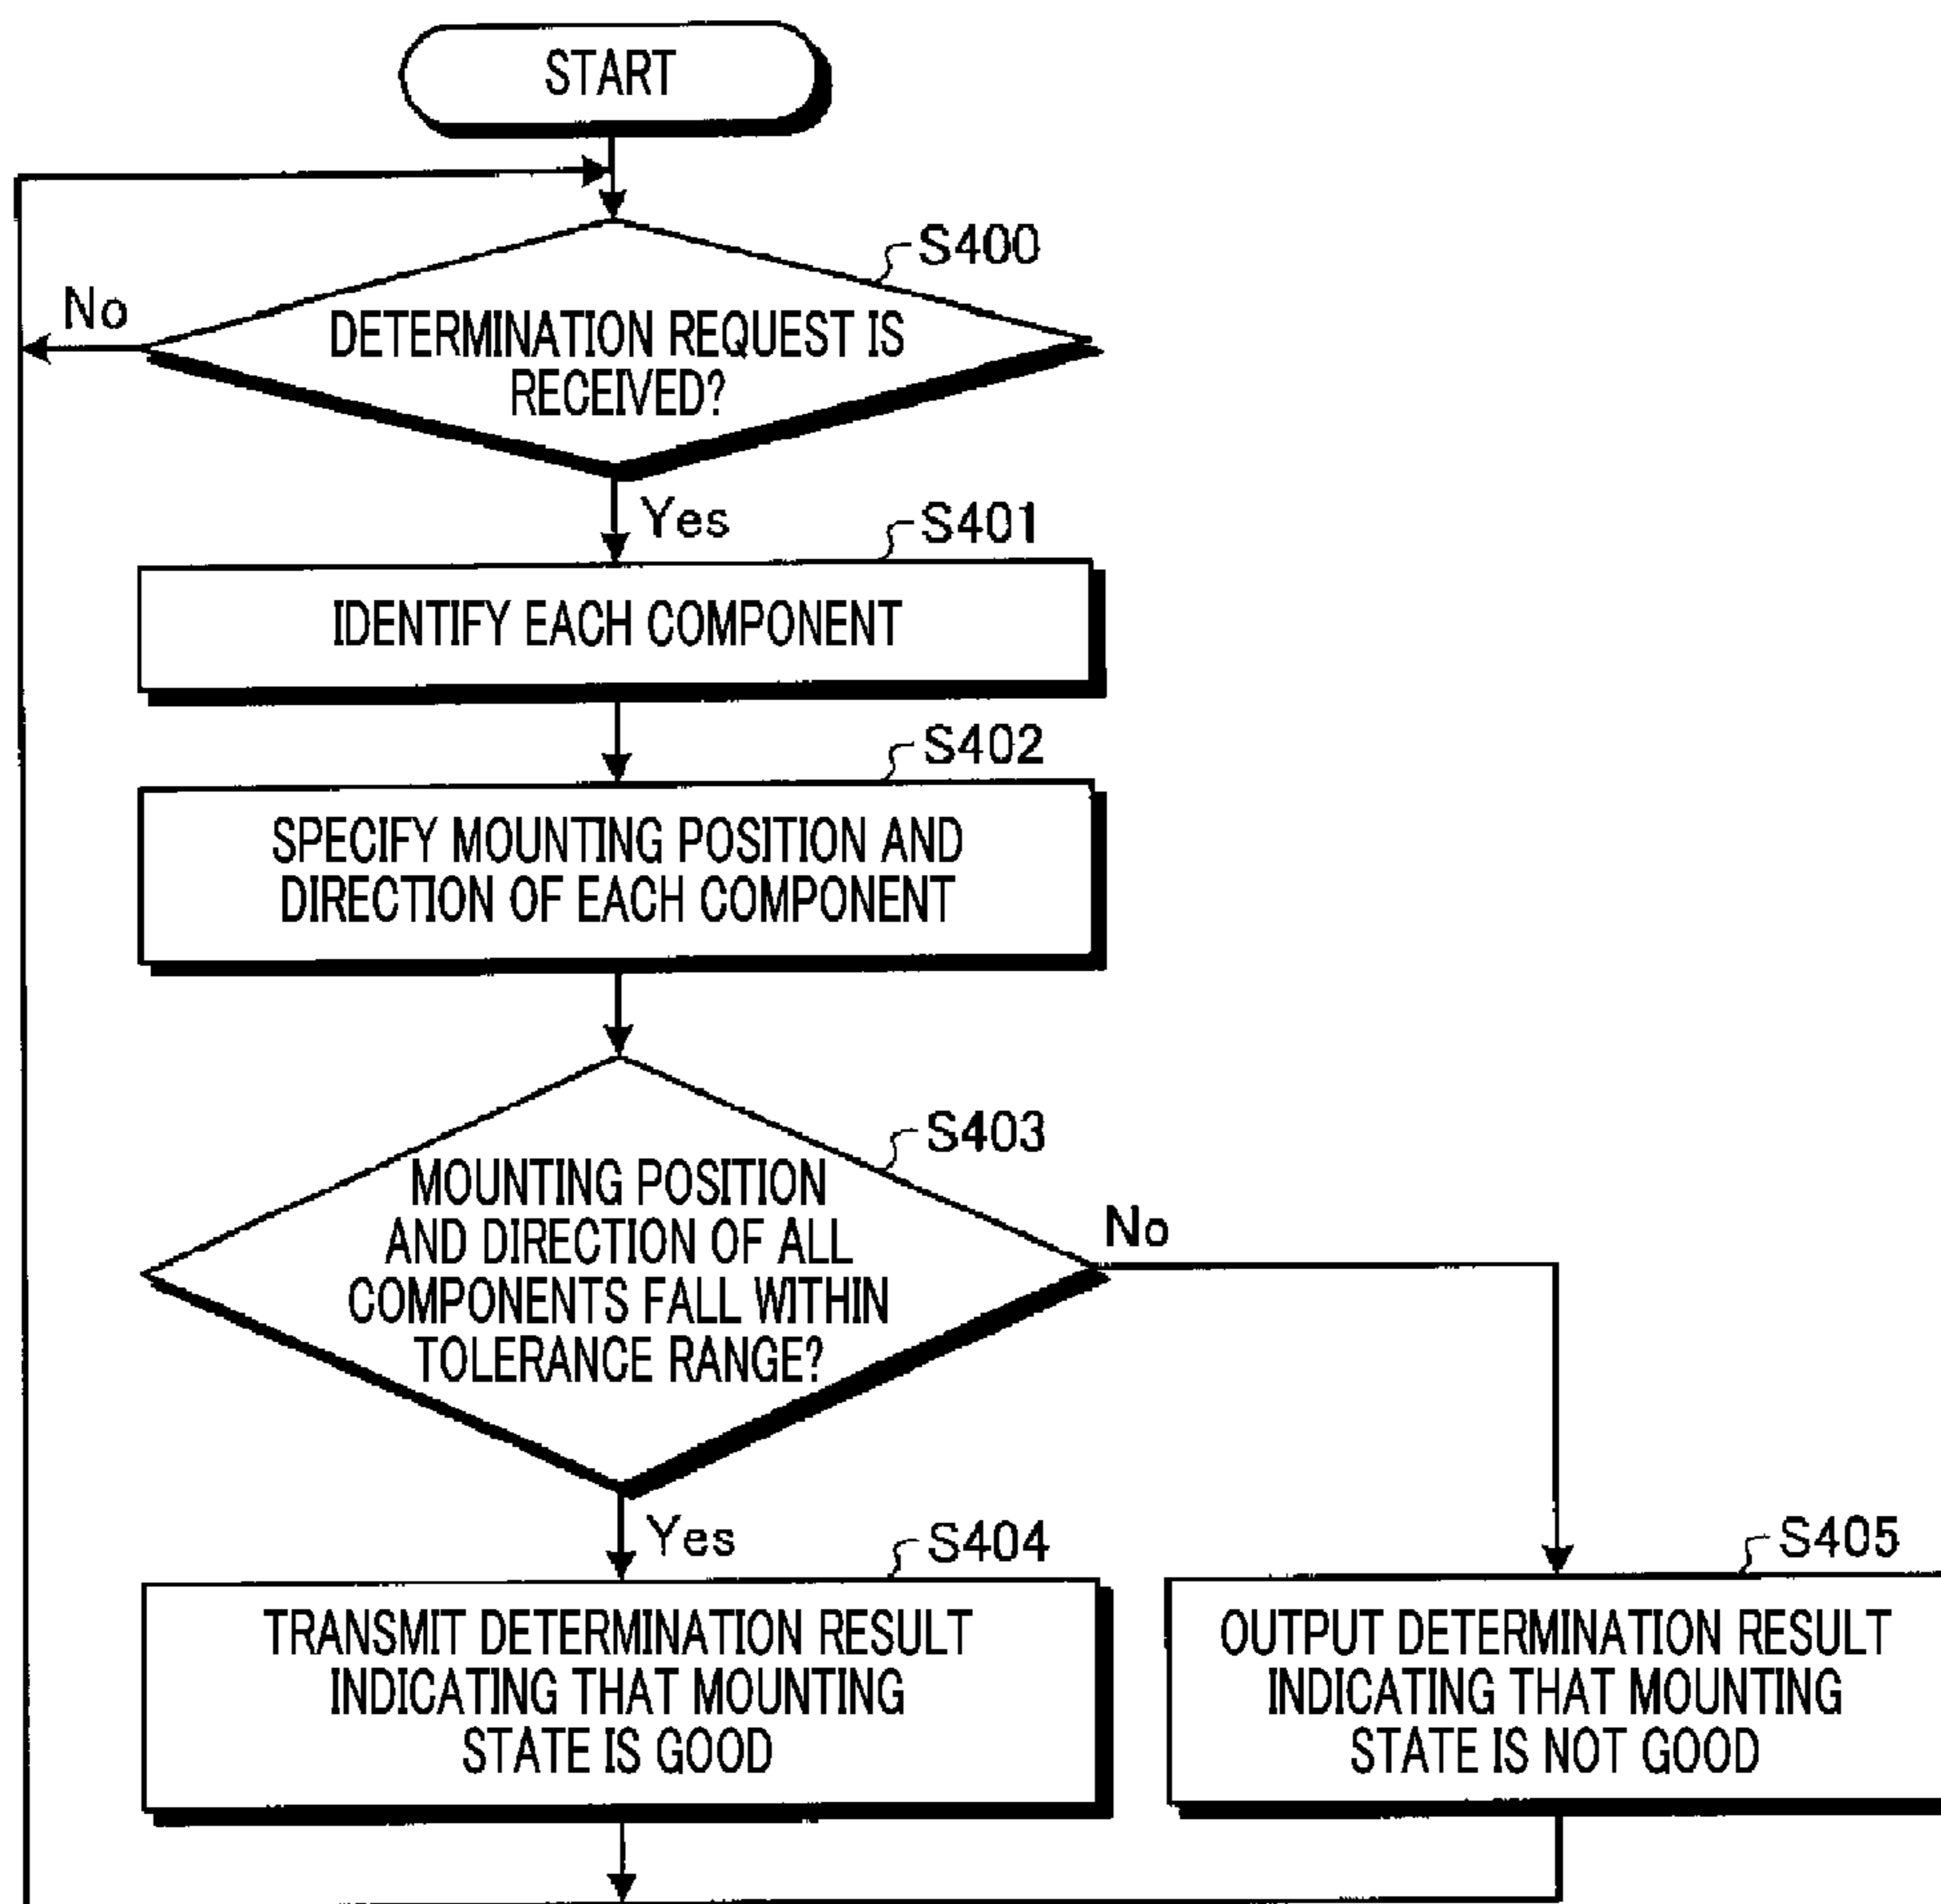 START
S400
No
DETERMINATION REQUEST IS
RECEIVED?
Yes
S401
IDENTIFY EACH COMPONENT
S402
SPECIFY MOUNTING POSITION AND
DIRECTION OF EACH COMPONENT
S403
MOUNTING POSITION
AND DIRECTION OF ALL
COMPONENTS FALL WITHIN
TOLERANCE RANGE?
No
Yes
S404
TRANSMIT DETERMINATION RESULT
INDICATING THAT MOUNTING
STATE IS GOOD
S405
OUTPUT DETERMINATION RESULT
INDICATING THAT MOUNTING
STATE IS NOT GOOD